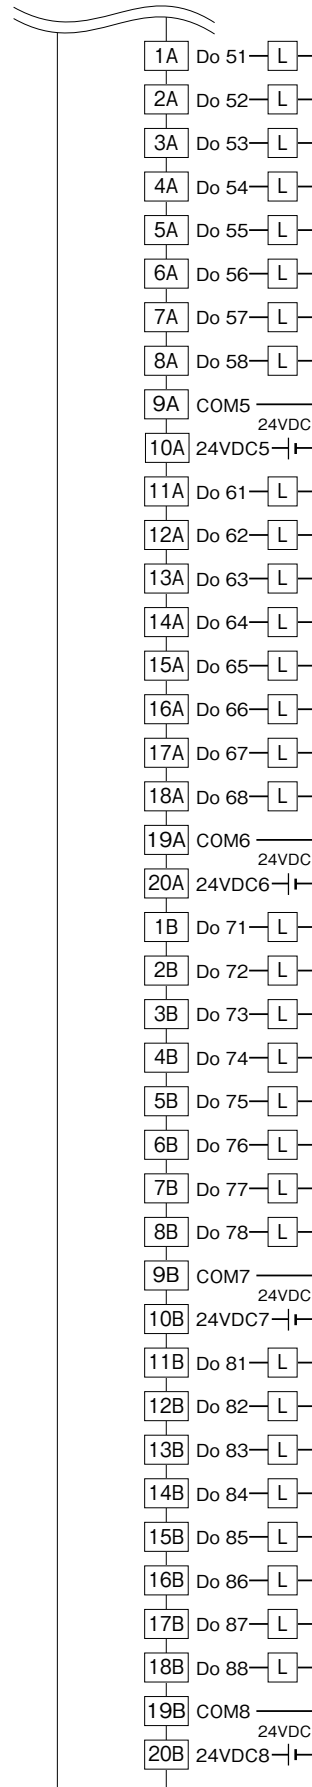 1A Do 51 L
2A Do 52 L
3A Do 53 L
4A Do 54 L
5A Do 55 L
6A Do 56 L
7A Do 57 L
8A Do 58 L
9A COM5
24VDC
10A 24VDC5
11A Do 61 L
12A Do 62 L
13A Do 63 L
14A Do 64 L
15A Do 65 L
16A Do 66 L
17A Do 67 L
18A Do 68 L
19A COM6
24VDC
20A 24VDC6
1B Do 71 L
2B Do 72 L
3B Do 73 L
4B Do 74 L
5B Do 75 L
6B Do 76 L
7B Do 77 L
8B Do 78 L
9B COM7
24VDC
10B 24VDC7
11B Do 81 L
12B Do 82 L
13B Do 83 L
14B Do 84 L
15B Do 85 L
16B Do 86 L
17B Do 87 L
18B Do 88 L
19B COM8
24VDC
20B 24VDC8